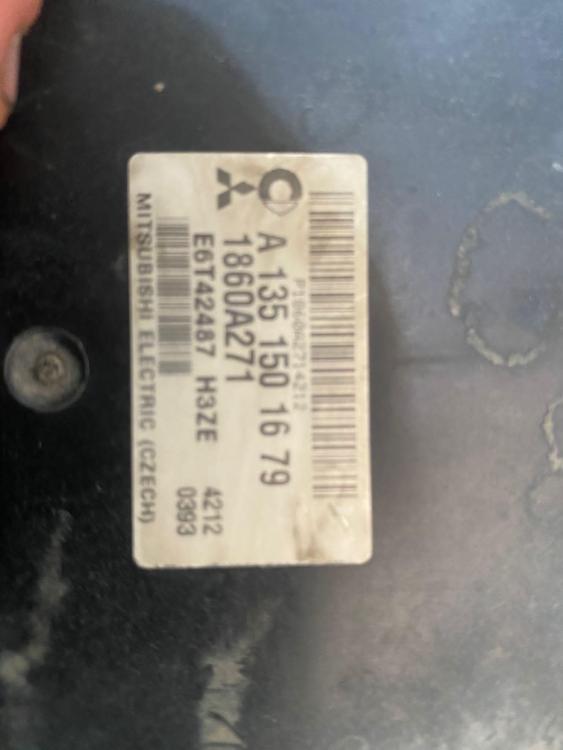 P1860A2714212
A 135 150 16 79
1860A271
E6T42487 H3ZE 4212
0393
MITSUBISHI ELECTRIC (CZECH)